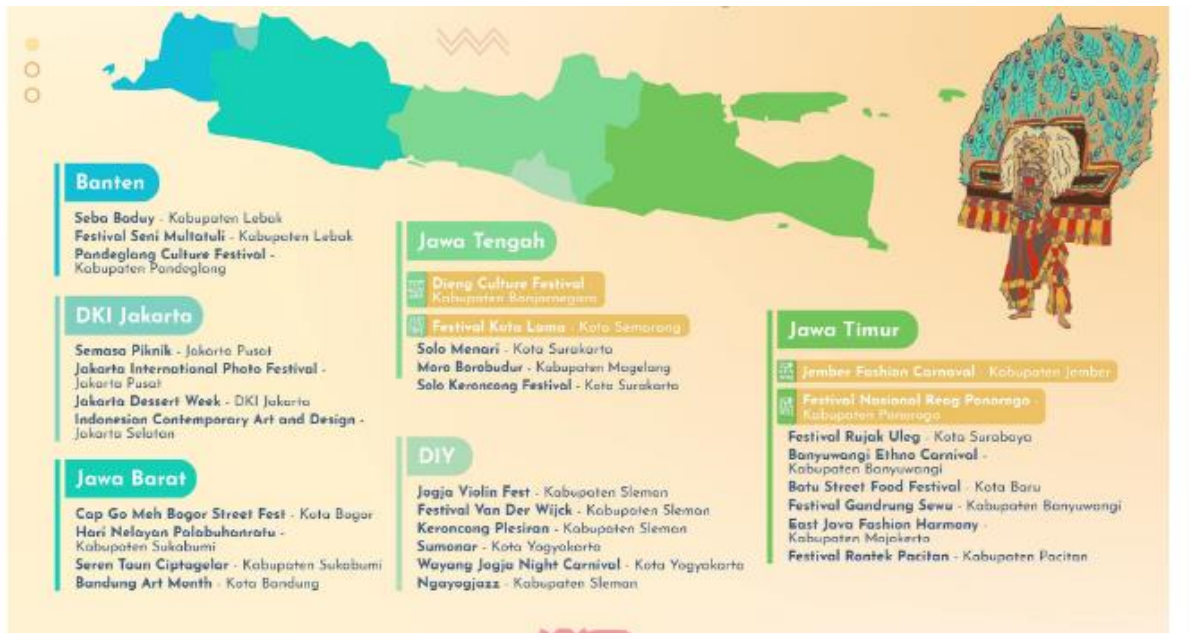 Banten
Seba Baduy - Kabupaten Lebak
Festival Seni Multatuli - Kabupaten Lebak
Pandeglang Culture Festival -
Kabupaten Pandeglang
DKI Jakarta
Semasa Piknik - Jakarta Pusat
Jakarta International Photo Festival -
Jakarta Pusat
Jakarta Dessert Week - DKI Jakarta
Indonesian Contemporary Art and Design -
Jakarta Selatan
Jawa Barat
Cap Go Meh Bogor Street Fest - Kota Bogor
Hari Nelayan Palabuhanratu -
Kabupaten Sukabumi
Seren Taun Ciptagelar - Kabupaten Sukabumi
Bandung Art Month - Kota Bandung
Jawa Tengah
Dieng Culture Festival
Kabupaten Banjarnegara
Festival Kota Lama - Kota Semarang
Solo Menari - Kota Surakarta
Moro Borobudur - Kabupaten Magelang
Solo Keroncong Festival - Kota Surakarta
DIY
Jogja Violin Fest - Kabupaten Sleman
Festival Van Der Wijck - Kabupaten Sleman
Keroncong Plesiran - Kabupaten Sleman
Sumonar - Kota Yogyakarta
Wayang Jogja Night Carnival - Kota Yogyakarta
Ngayogjazz - Kabupaten Sleman
Jawa Timur
Jember Fashion Carnaval - Kabupaten Jember
Festival Nasional Reog Ponorogo -
Kabupaten Ponorogo
Festival Rujak Uleg - Kota Surabaya
Banyuwangi Ethno Carnival -
Kabupaten Banyuwangi
Batu Street Food Festival - Kota Baru
Festival Gandrung Sewu - Kabupaten Banyuwangi
East Java Fashion Harmony -
Kabupaten Mojokerto
Festival Rontek Pacitan - Kabupaten Pacitan